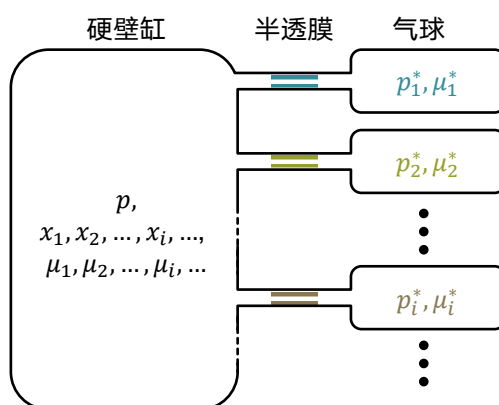 硬壁缸 半透膜 气球
p₁*, μ₁*
p₂*, μ₂*
p,
x₁, x₂, …, xᵢ, …,
μ₁, μ₂, …, μᵢ, …
pᵢ*, μᵢ*